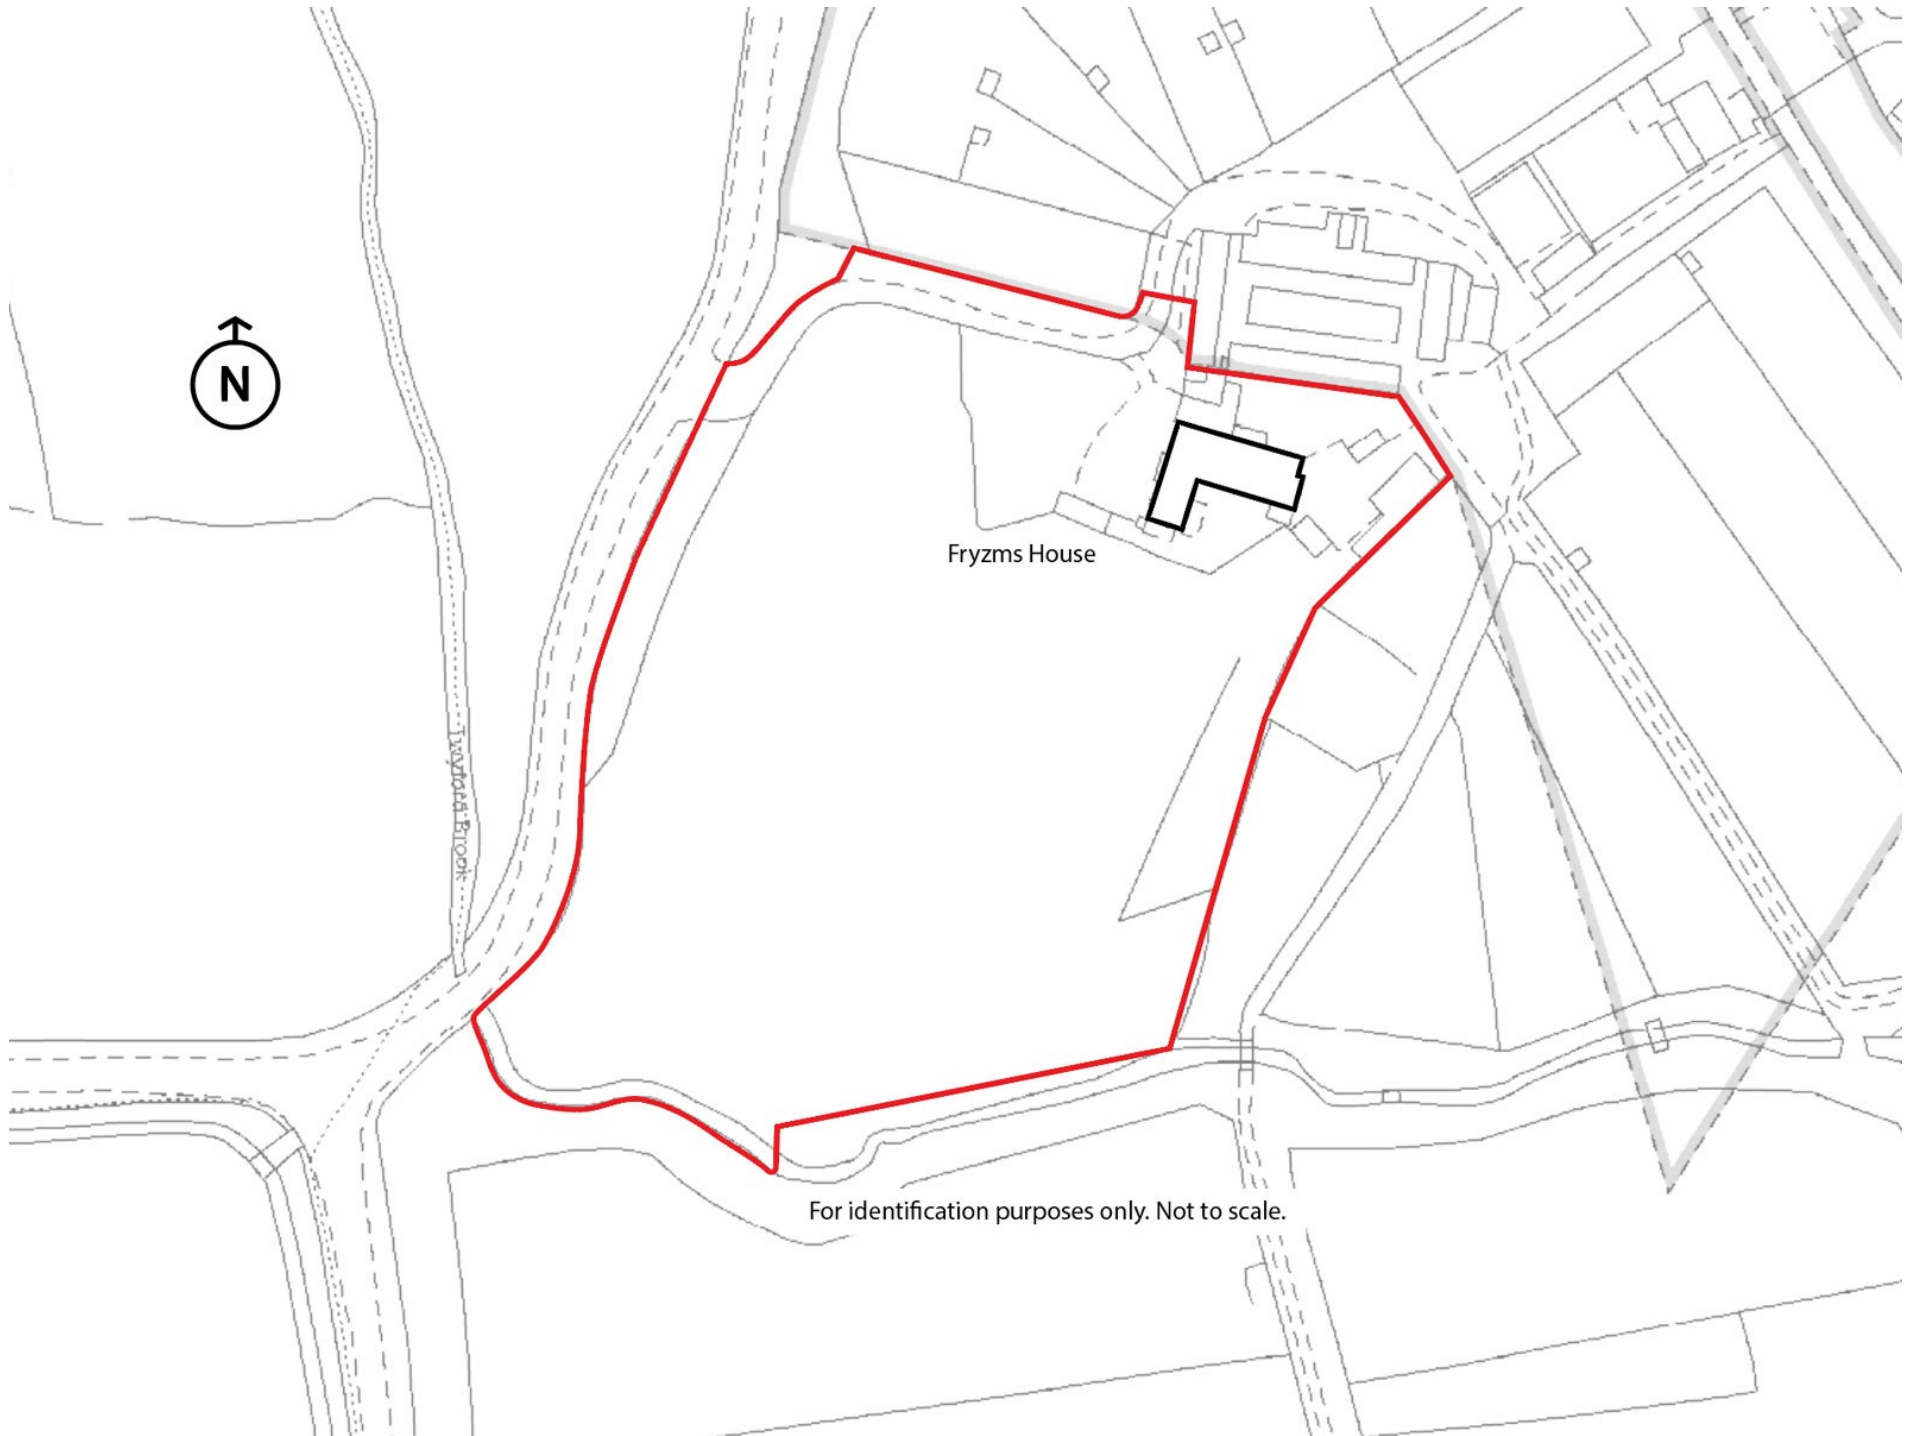 N
Fryzms House
Twyford Brook
For identification purposes only. Not to scale.